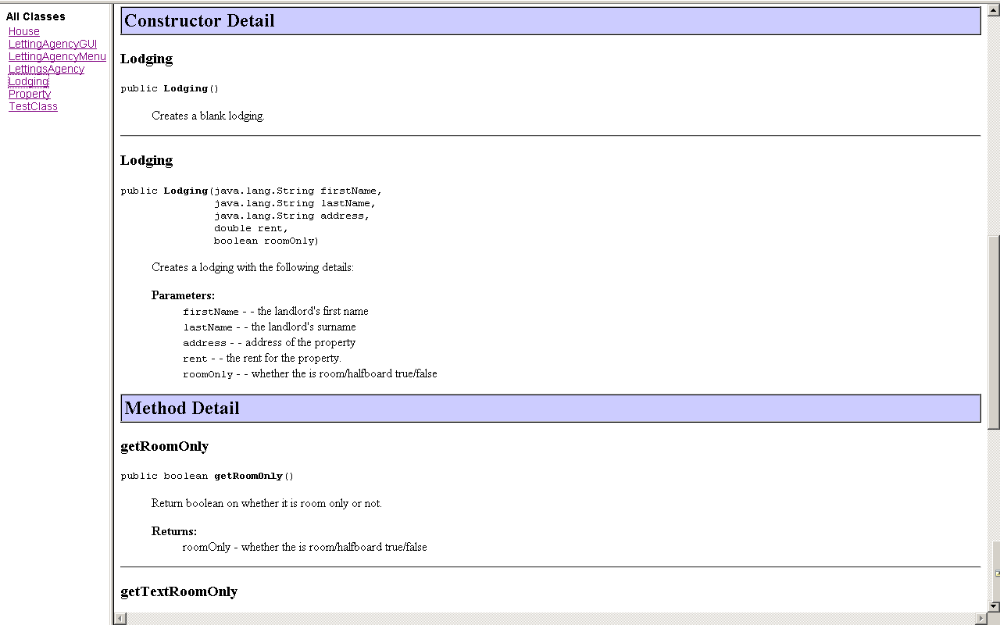 All Classes
House
LettingAgencyGUI
LettingAgencyMenu
LettingsAgency
Lodging
Property
TestClass
Constructor Detail
Lodging
public Lodging()
Creates a blank lodging.
Lodging
public Lodging(java.lang.String firstName,
java.lang.String lastName,
java.lang.String address,
double rent,
boolean roomOnly)
Creates a lodging with the following details:
Parameters:
firstName - - the landlord's first name
lastName - - the landlord's surname
address - - address of the property
rent - - the rent for the property.
roomOnly - - whether the is room/halfboard true/false
Method Detail
getRoomOnly
public boolean getRoomOnly()
Return boolean on whether it is room only or not.
Returns:
roomOnly - whether the is room/halfboard true/false
getTextRoomOnly